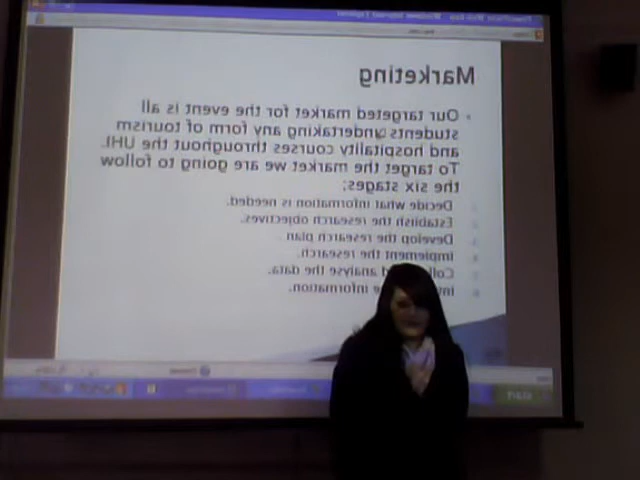 Marketing
Our targeted market for the event is all
students undertaking any form of tourism
and hospitality courses throughout the UHI.
To target the market we are going to follow
the six stages:
Decide what information is needed.
Establish the research objectives.
Develop the research plan
Implement the research.
analyse the data.
information.
start